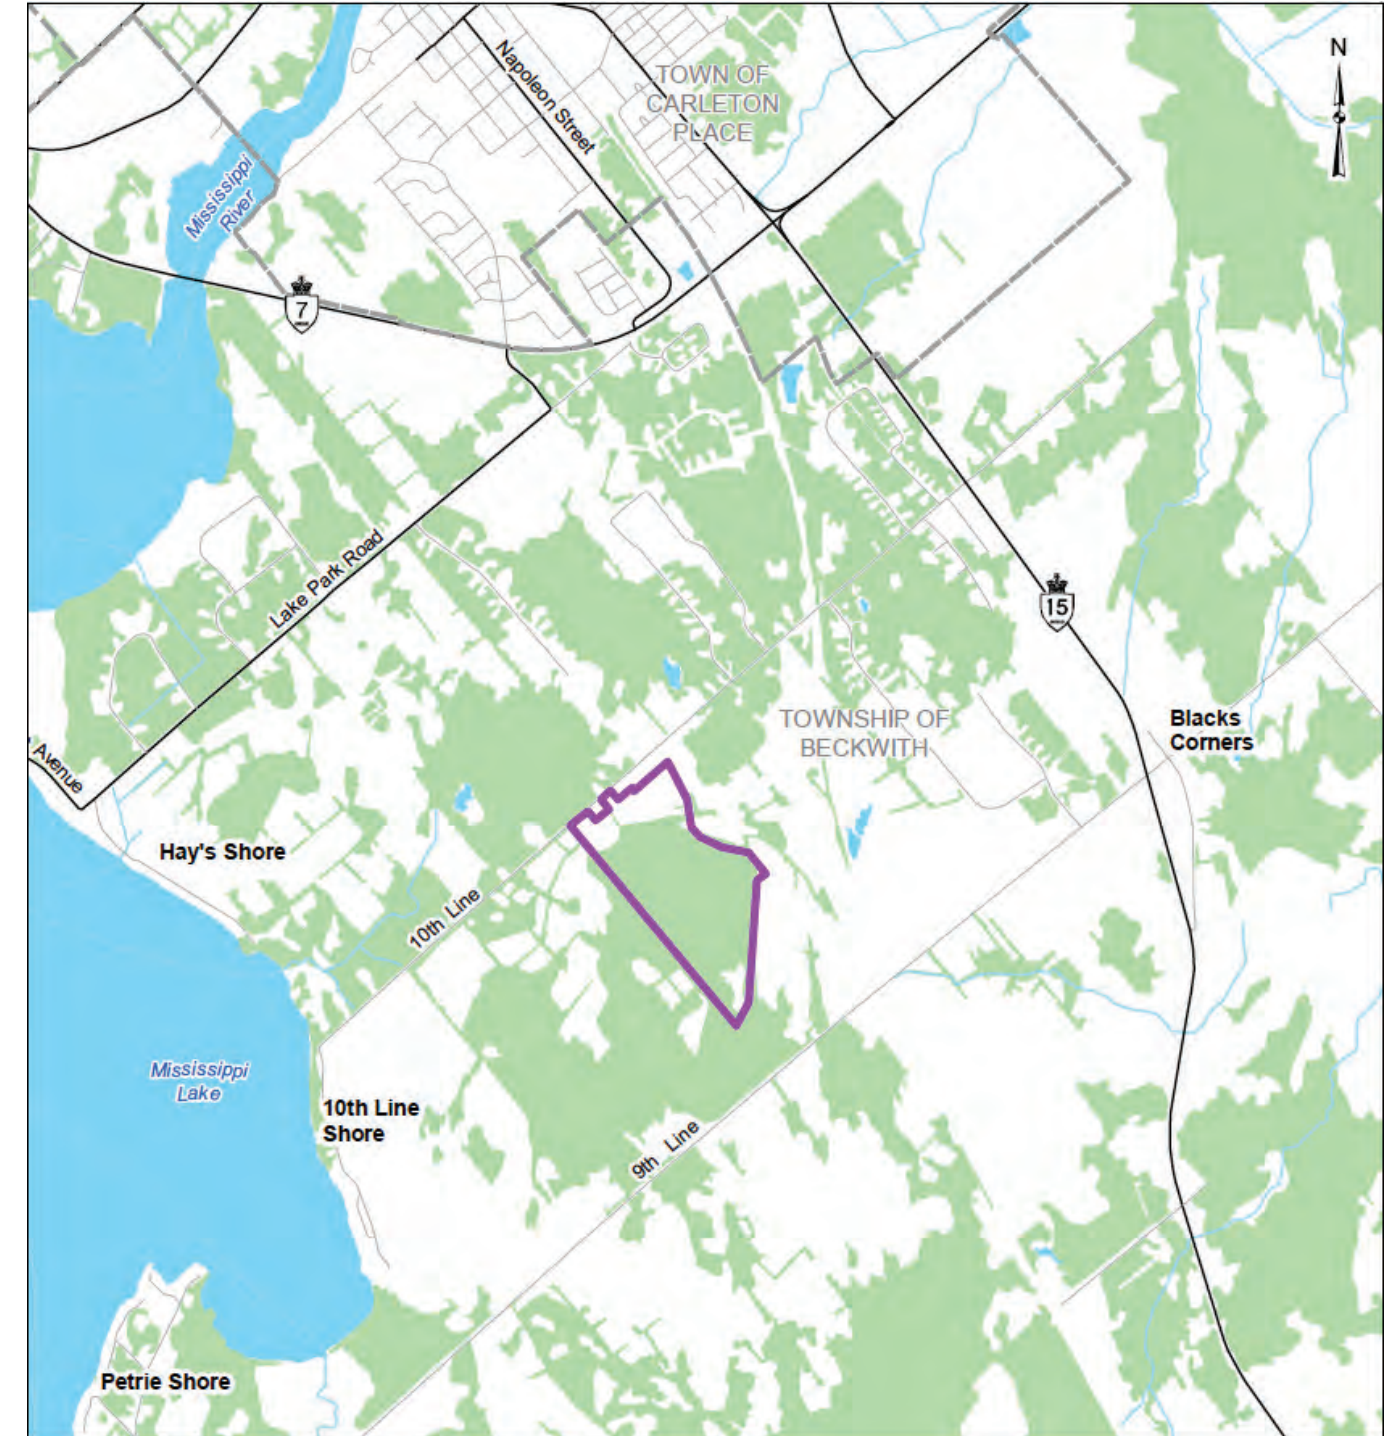 N
TOWN OF
CARLETON
PLACE
Napoleon Street
Mississippi
River
7
Lake Park Road
15
TOWNSHIP OF
BECKWITH
Blacks
Corners
Avenue
Hay's Shore
10th Line
Mississippi
Lake
10th Line
Shore
9th Line
Petrie Shore